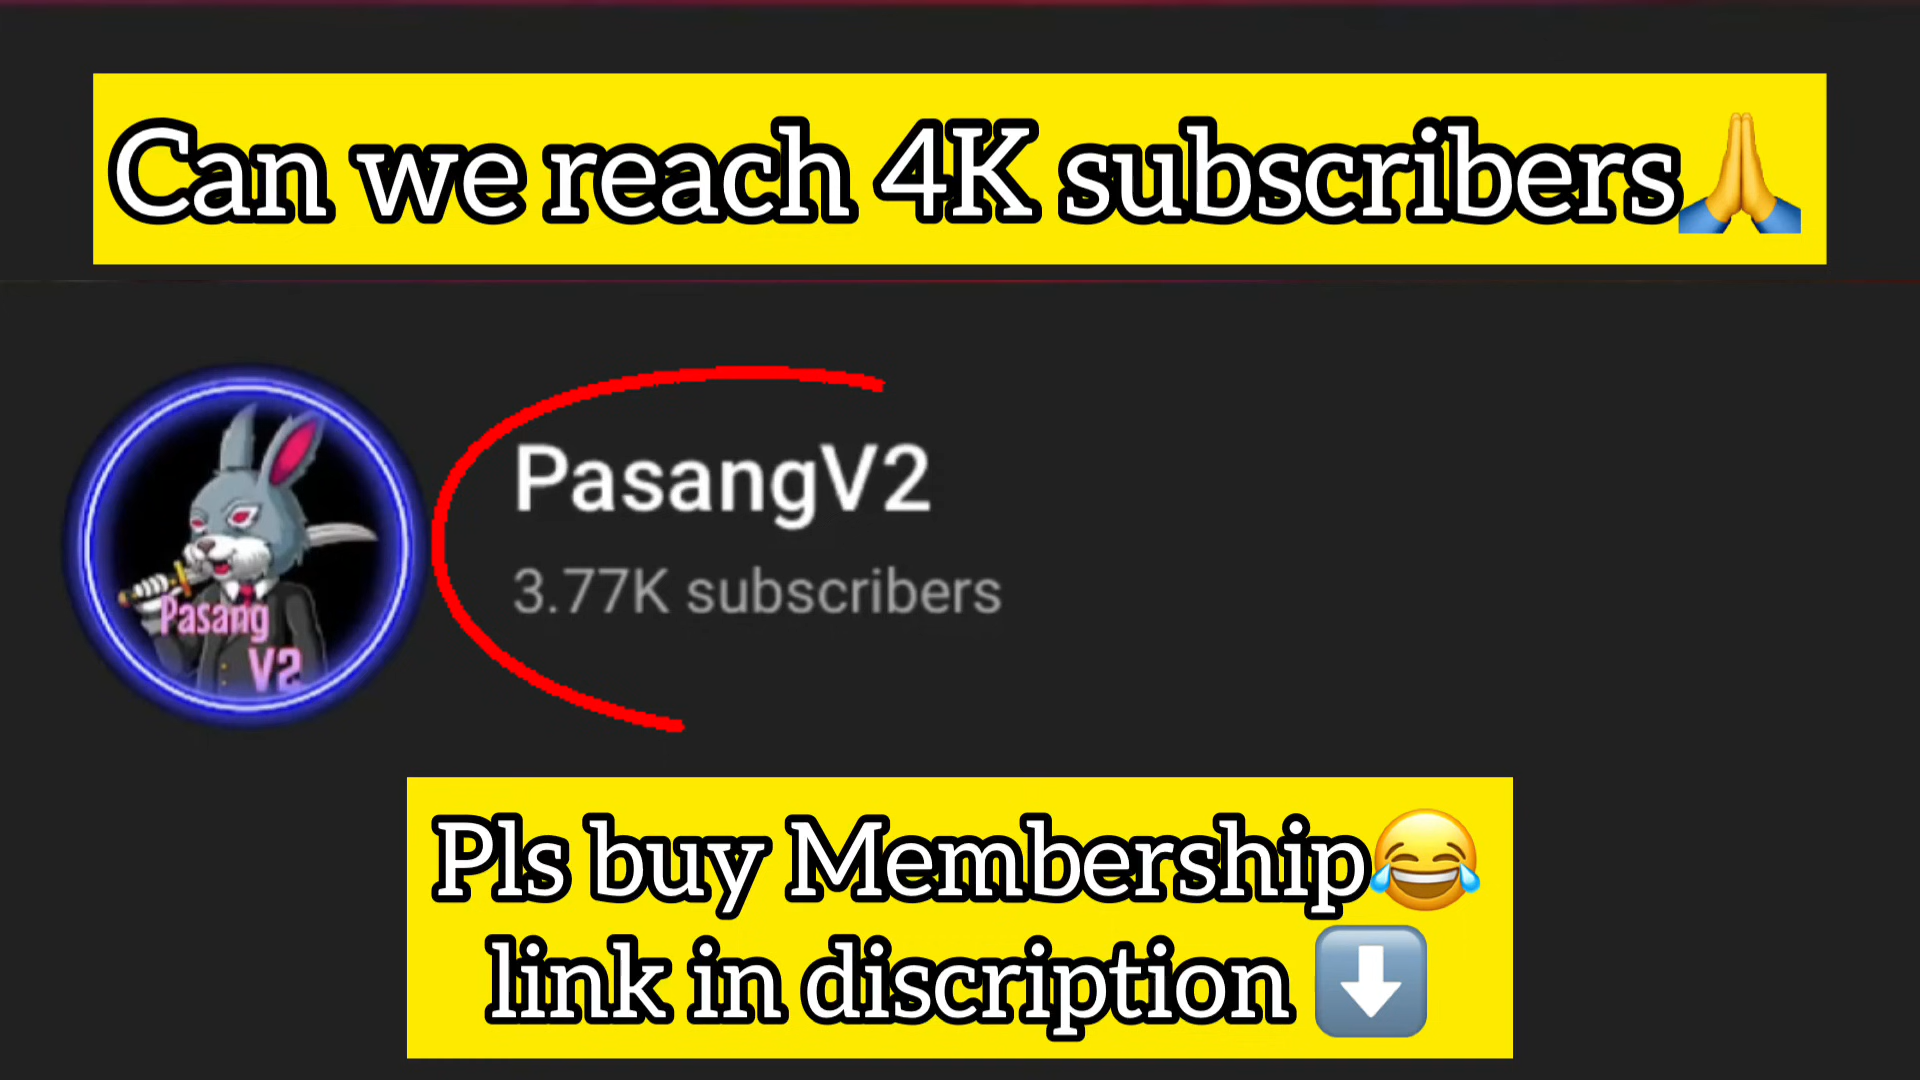 Can we reach 4K subscribers🙏
PasangV2
3.77K subscribers
Pasang
V2
Pls buy Membership😂
link in discription ⬇️